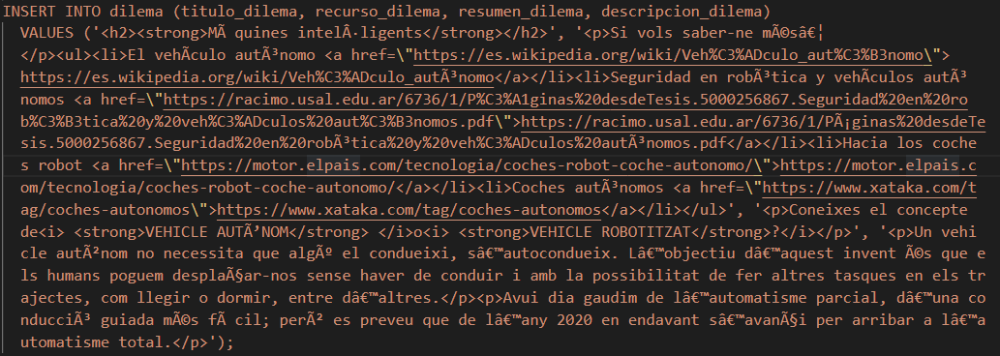 INSERT INTO dilema (titulo_dilema, recurso_dilema, resumen_dilema, descripcion_dilema)
VALUES ('<h2><strong>MÃ quines intelÂ·ligents</strong></h2>', '<p>Si vols saber-ne mÃ©sâ€¦
</p><ul><li>El vehÃ­culo autÃ³nomo <a href=\"https://es.wikipedia.org/wiki/Veh%C3%ADculo_aut%C3%B3nomo\">
https://es.wikipedia.org/wiki/Veh%C3%ADculo_autÃ³nomo</a></li><li>Seguridad en robÃ³tica y vehÃ­culos autÃ³
nomos <a href=\"https://racimo.usal.edu.ar/6736/1/P%C3%A1ginas%20desdeTesis.5000256867.Seguridad%20en%20ro
b%C3%B3tica%20y%20veh%C3%ADculos%20aut%C3%B3nomos.pdf\">https://racimo.usal.edu.ar/6736/1/PÃ¡ginas%20desdeTe
sis.5000256867.Seguridad%20en%20robÃ³tica%20y%20veh%C3%ADculos%20autÃ³nomos.pdf</a></li><li>Hacia los coche
s robot <a href=\"https://motor.elpais.com/tecnologia/coches-robot-coche-autonomo/\">https://motor.elpais.c
om/tecnologia/coches-robot-coche-autonomo/</a></li><li>Coches autÃ³nomos <a href=\"https://www.xataka.com/t
ag/coches-autonomos\">https://www.xataka.com/tag/coches-autonomos</a></li></ul>', '<p>Coneixes el concepte
de<i> <strong>VEHICLE AUTÃ’NOM</strong> </i>o<i> <strong>VEHICLE ROBOTITZAT</strong>?</i></p>', '<p>Un vehi
cle autÃ²nom no necessita que algÃº el condueixi, sâ€™autocondueix. Lâ€™objectiu dâ€™aquest invent Ã©s que e
ls humans poguem desplaÃ§ar-nos sense haver de conduir i amb la possibilitat de fer altres tasques en els tr
ajectes, com llegir o dormir, entre dâ€™altres.</p><p>Avui dia gaudim de lâ€™automatisme parcial, dâ€™una co
nducciÃ³ guiada mÃ©s fÃ cil; perÃ² es preveu que de lâ€™any 2020 en endavant sâ€™avanÃ§i per arribar a lâ€™a
utomatisme total.</p>');